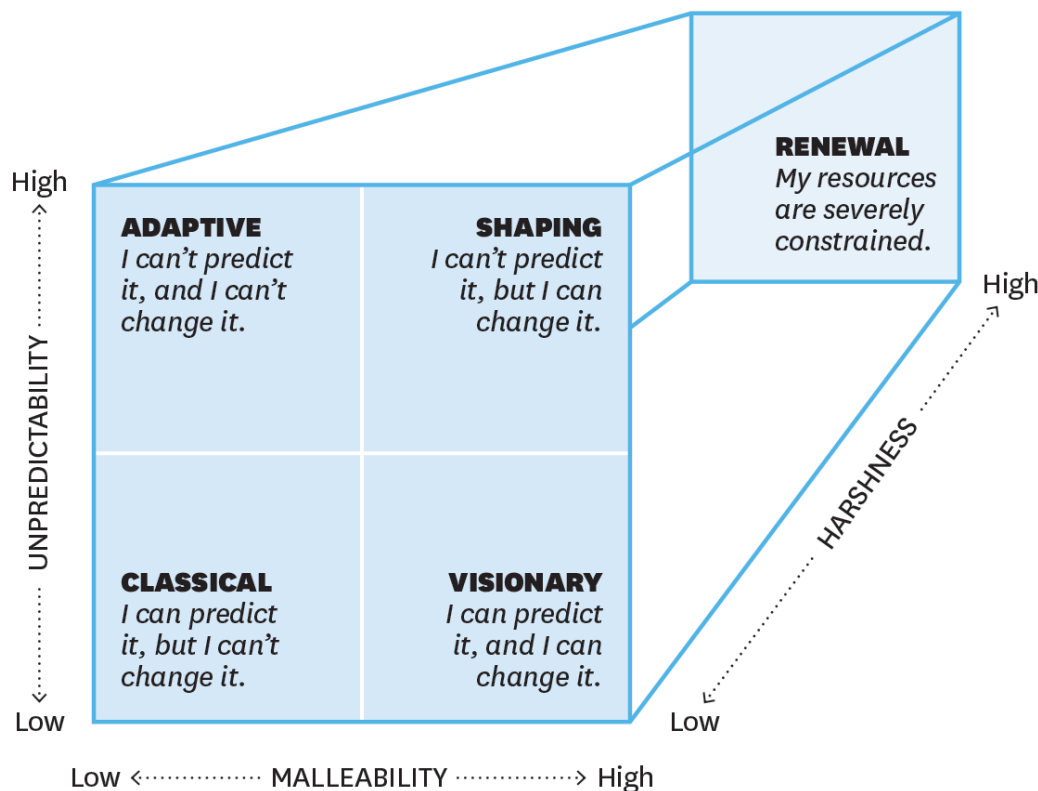 RENEWAL
My resources
are severely
constrained.
High
ADAPTIVE
I can’t predict
it, and I can’t
change it.
SHAPING
I can’t predict
it, but I can
change it.
High
UNPREDICTABILITY
HARSHNESS
CLASSICAL
I can predict
it, but I can’t
change it.
VISIONARY
I can predict
it, and I can
change it.
Low
Low
Low
MALLEABILITY
High